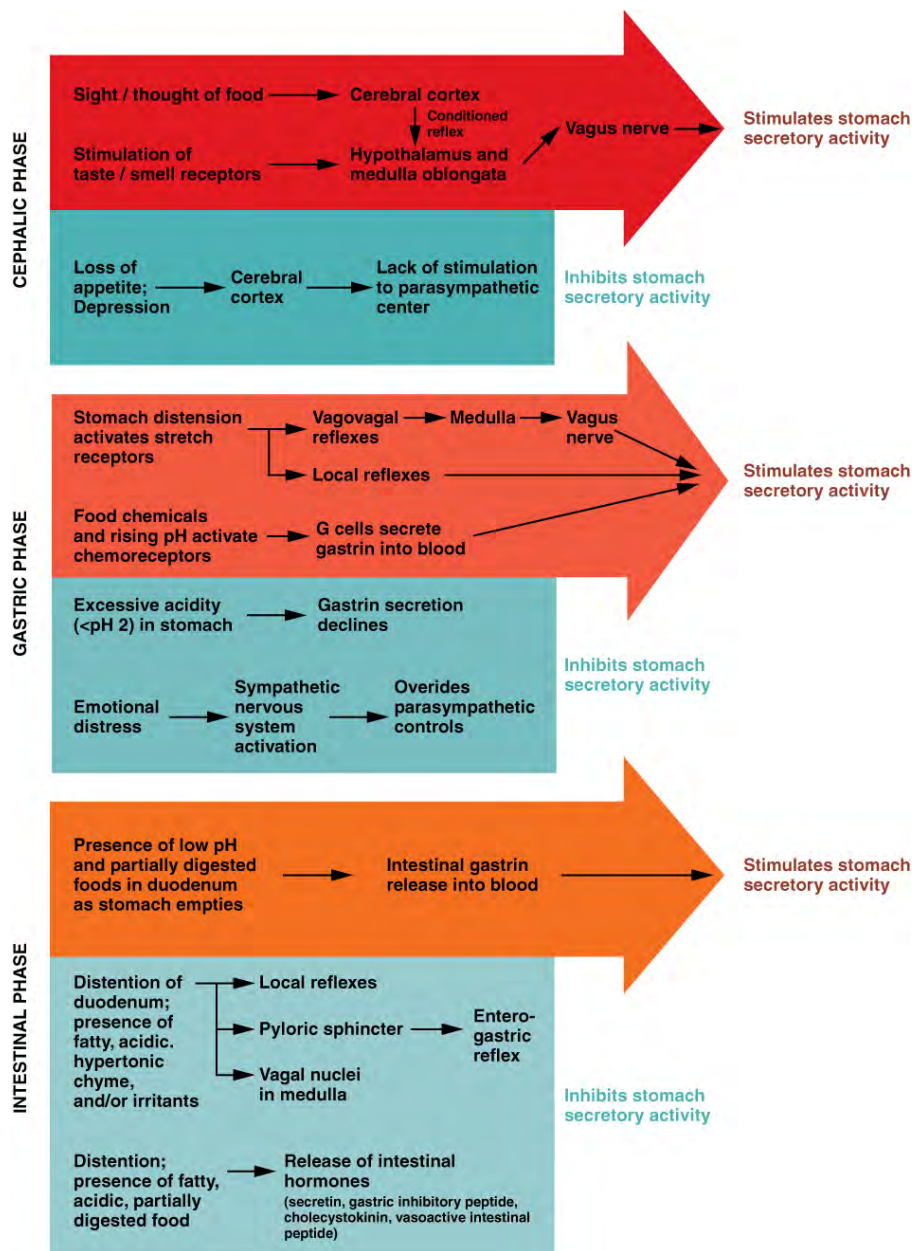 CEPHALIC PHASE
Sight / thought of food
Cerebral cortex
Conditioned
reflex
Stimulation of
taste / smell receptors
Hypothalamus and
medulla oblongata
Vagus nerve
Stimulates stomach
secretory activity
Loss of
appetite;
Depression
Cerebral
cortex
Lack of stimulation
to parasympathetic
center
Inhibits stomach
secretory activity
GASTRIC PHASE
Stomach distension
activates stretch
receptors
Vagovagal
reflexes
Medulla
Vagus
nerve
Local reflexes
Food chemicals
and rising pH activate
chemoreceptors
G cells secrete
gastrin into blood
Stimulates stomach
secretory activity
Excessive acidity
(<pH 2) in stomach
Gastrin secretion
declines
Emotional
distress
Sympathetic
nervous
system
activation
Overides
parasympathetic
controls
Inhibits stomach
secretory activity
INTESTINAL PHASE
Presence of low pH
and partially digested
foods in duodenum
as stomach empties
Intestinal gastrin
release into blood
Stimulates stomach
secretory activity
Distention of
duodenum;
presence of
fatty, acidic.
hypertonic
chyme,
and/or irritants
Local reflexes
Pyloric sphincter
Vagal nuclei
in medulla
Entero-
gastric
reflex
Distention;
presence of fatty,
acidic, partially
digested food
Release of intestinal
hormones
(secretin, gastric inhibitory peptide,
cholecystokinin, vasoactive intestinal
peptide)
Inhibits stomach
secretory activity